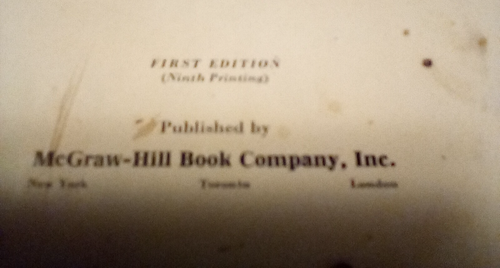 FIRST EDITION
(Ninth Printing)
Published by
McGraw-Hill Book Company, Inc.
New York Toronto London